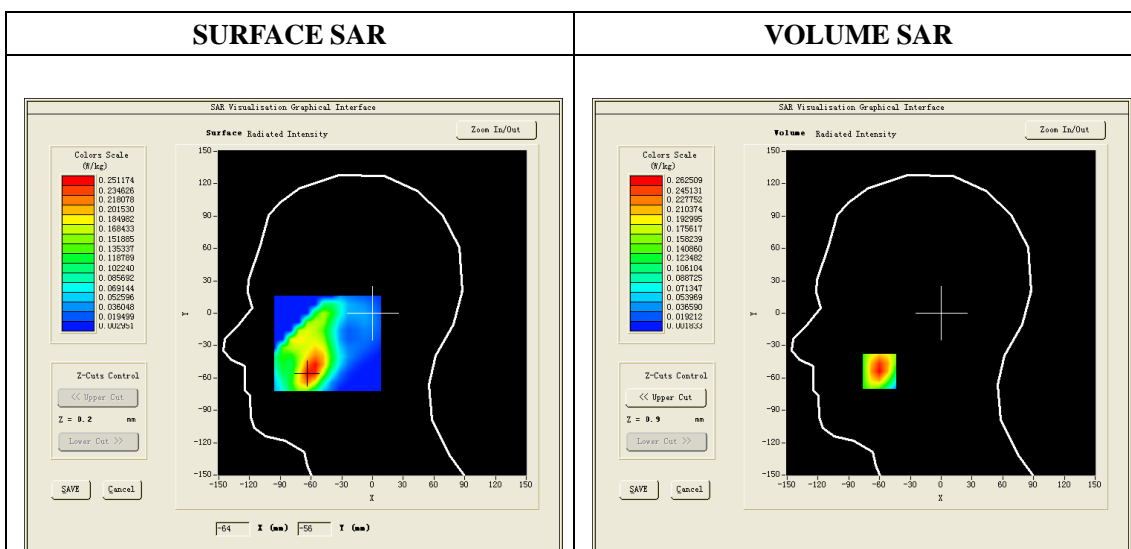 SURFACE SAR
VOLUME SAR
SAR Visualisation Graphical Interface
Surface Radiated Intensity
Zoom In/Out
Colors Scale
(W/kg)
0.251174
0.234626
0.218078
0.201530
0.184982
0.168433
0.151885
0.135337
0.118789
0.102240
0.085692
0.069144
0.052596
0.036048
0.019499
0.002951
150
120
90
60
30
0
-30
-60
-90
-120
-150
Y
-150 -120 -90 -60 -30 0 30 60 90 120 150
X
Z-Cuts Control
<< Upper Cut
Z = 0.2 mm
Lower Cut >>
SAVE Cancel
-64 X (mm) -56 Y (mm)
SAR Visualisation Graphical Interface
Volume Radiated Intensity
Zoom In/Out
Colors Scale
(W/kg)
0.262509
0.245131
0.227752
0.210374
0.192995
0.175617
0.158239
0.140860
0.123482
0.106104
0.088725
0.071347
0.053969
0.036590
0.019212
0.001833
150
120
90
60
30
0
-30
-60
-90
-120
-150
Y
-150 -120 -90 -60 -30 0 30 60 90 120 150
X
Z-Cuts Control
<< Upper Cut
Z = 0.9 mm
Lower Cut >>
SAVE Cancel